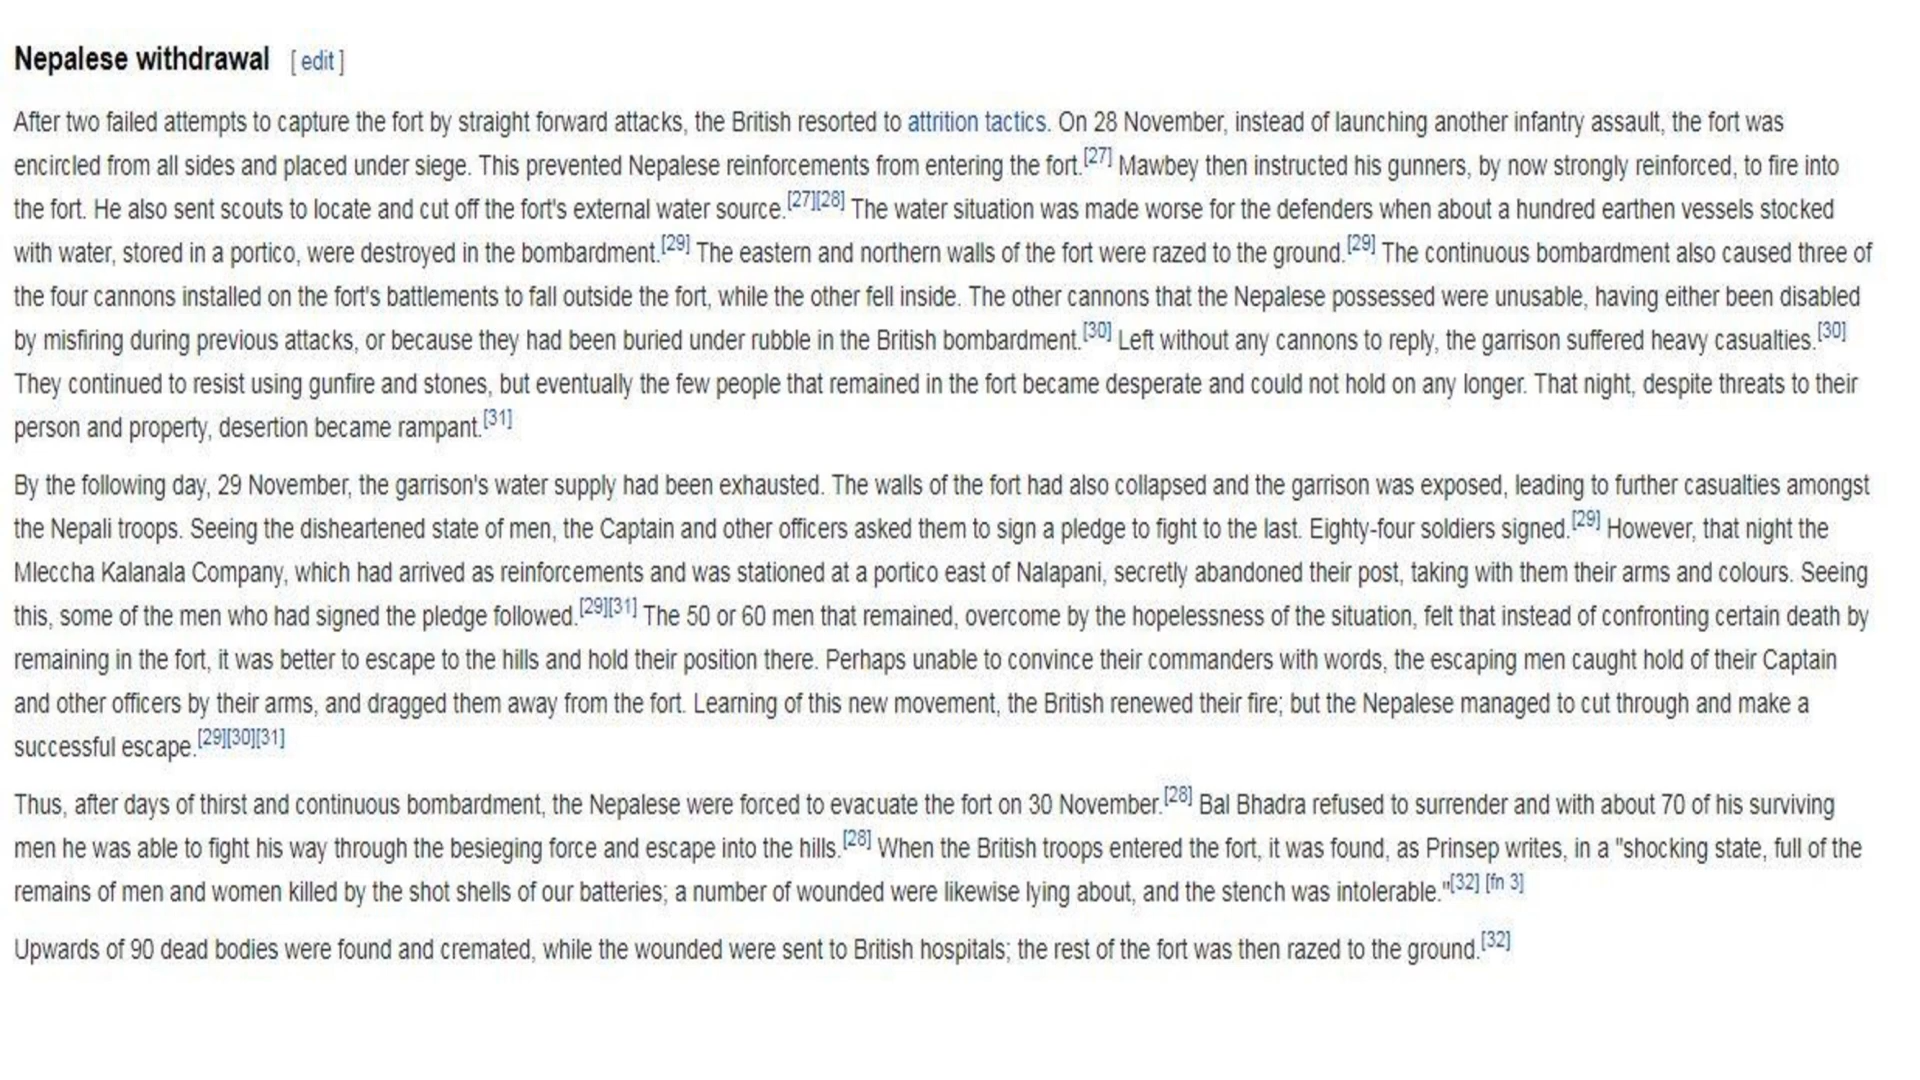 Nepalese withdrawal [ edit ]
After two failed attempts to capture the fort by straight forward attacks, the British resorted to attrition tactics. On 28 November, instead of launching another infantry assault, the fort was
encircled from all sides and placed under siege. This prevented Nepalese reinforcements from entering the fort.[27] Mawbey then instructed his gunners, by now strongly reinforced, to fire into
the fort. He also sent scouts to locate and cut off the fort's external water source.[27][28] The water situation was made worse for the defenders when about a hundred earthen vessels stocked
with water, stored in a portico, were destroyed in the bombardment.[29] The eastern and northern walls of the fort were razed to the ground.[29] The continuous bombardment also caused three of
the four cannons installed on the fort's battlements to fall outside the fort, while the other fell inside. The other cannons that the Nepalese possessed were unusable, having either been disabled
by misfiring during previous attacks, or because they had been buried under rubble in the British bombardment.[30] Left without any cannons to reply, the garrison suffered heavy casualties.[30]
They continued to resist using gunfire and stones, but eventually the few people that remained in the fort became desperate and could not hold on any longer. That night, despite threats to their
person and property, desertion became rampant.[31]
By the following day, 29 November, the garrison's water supply had been exhausted. The walls of the fort had also collapsed and the garrison was exposed, leading to further casualties amongst
the Nepali troops. Seeing the disheartened state of men, the Captain and other officers asked them to sign a pledge to fight to the last. Eighty-four soldiers signed.[29] However, that night the
Mleccha Kalanala Company, which had arrived as reinforcements and was stationed at a portico east of Nalapani, secretly abandoned their post, taking with them their arms and colours. Seeing
this, some of the men who had signed the pledge followed.[29][31] The 50 or 60 men that remained, overcome by the hopelessness of the situation, felt that instead of confronting certain death by
remaining in the fort, it was better to escape to the hills and hold their position there. Perhaps unable to convince their commanders with words, the escaping men caught hold of their Captain
and other officers by their arms, and dragged them away from the fort. Learning of this new movement, the British renewed their fire; but the Nepalese managed to cut through and make a
successful escape.[29][30][31]
Thus, after days of thirst and continuous bombardment, the Nepalese were forced to evacuate the fort on 30 November.[28] Bal Bhadra refused to surrender and with about 70 of his surviving
men he was able to fight his way through the besieging force and escape into the hills.[28] When the British troops entered the fort, it was found, as Prinsep writes, in a "shocking state, full of the
remains of men and women killed by the shot shells of our batteries; a number of wounded were likewise lying about, and the stench was intolerable."[32] [fn 3]
Upwards of 90 dead bodies were found and cremated, while the wounded were sent to British hospitals; the rest of the fort was then razed to the ground.[32]